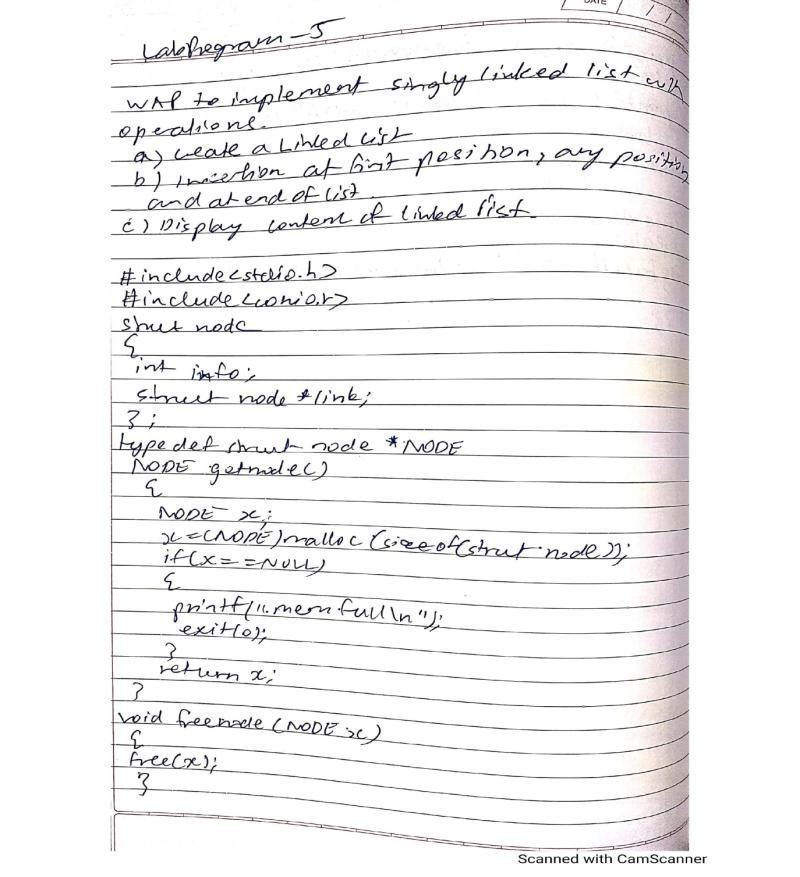 DATE
Lab Program - 5
WAP to implement singly linked list with
operations.
a) create a Linked List
b) Insertion at first position, any position
and at end of list
c) Display content of linked list
#include<stdio.h>
#include<conio.h>
struct node
{
int info;
struct node *link;
};
typedef struct node *NODE
NODE getnode()
{
NODE x;
x=(NODE)malloc(sizeof(struct node));
if(x==NULL)
{
printf("mem full\n");
exit(0);
}
return x;
}
void freenode(NODE x)
{
free(x);
}
Scanned with CamScanner